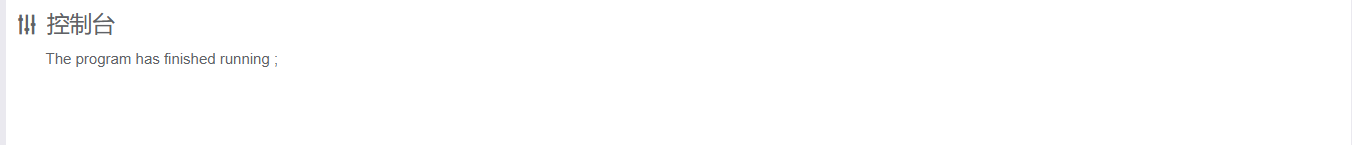 控制台
The program has finished running ;